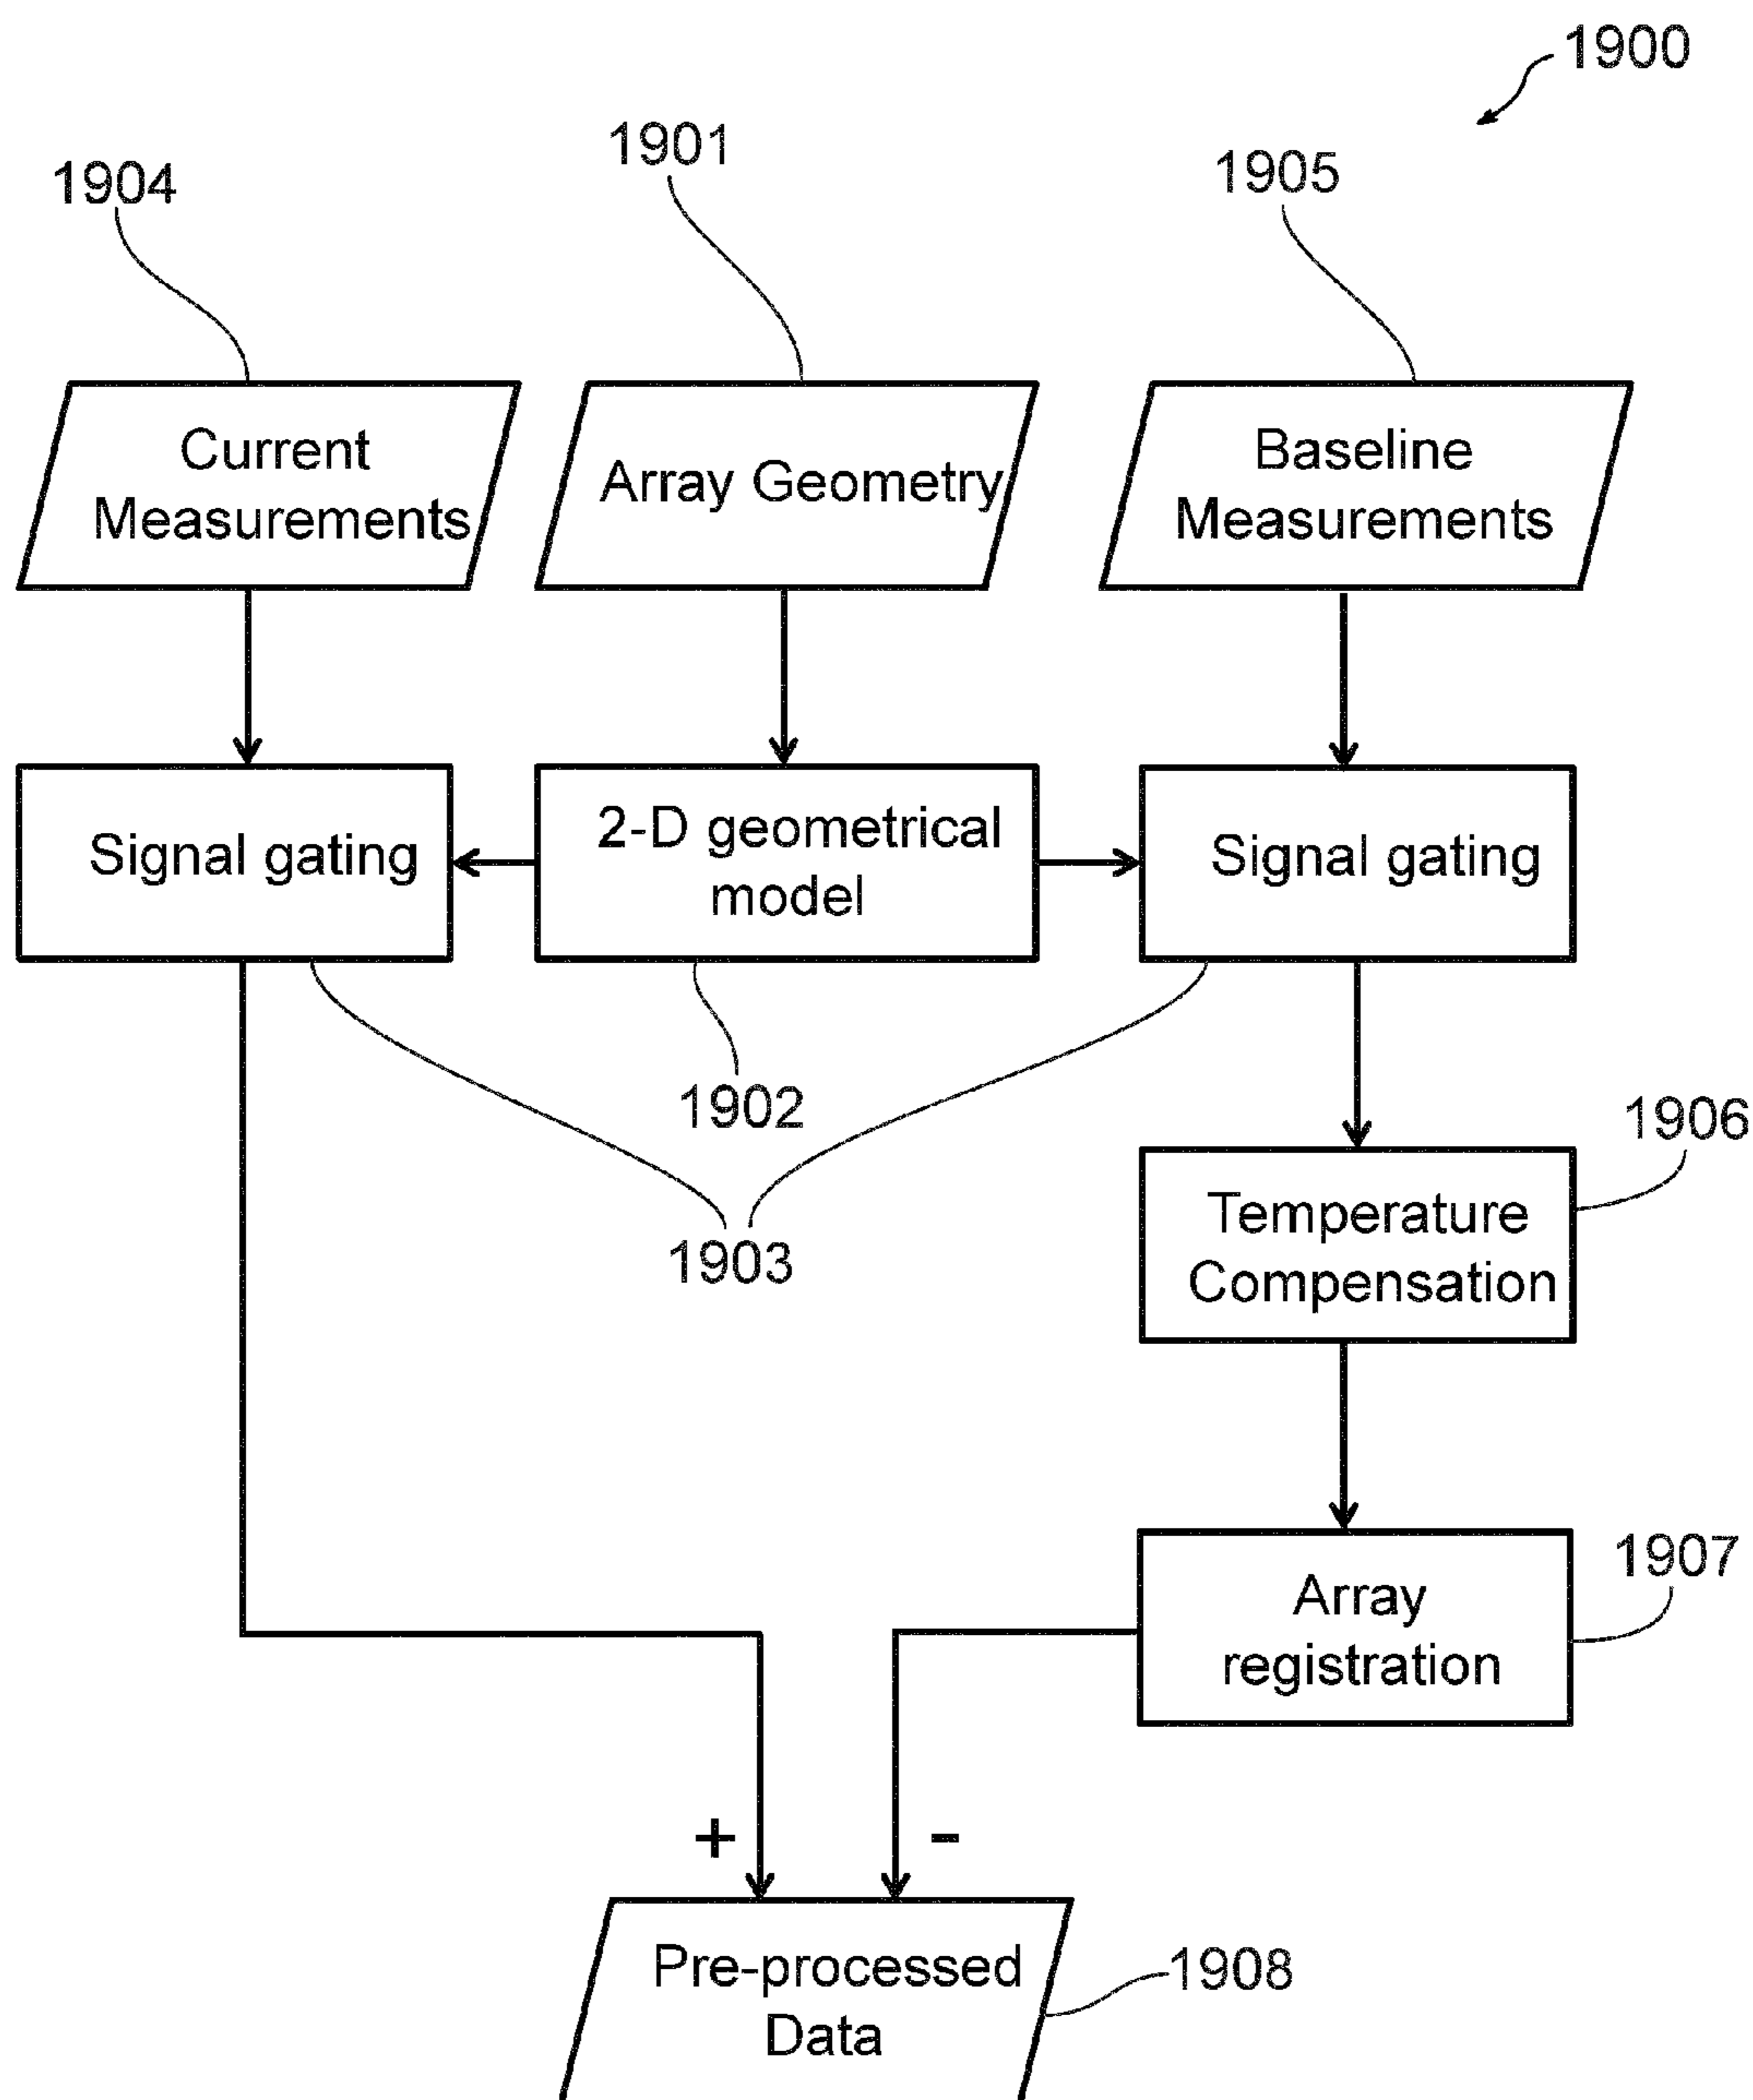 1900
1901
1904
1905
Current
Measurements
Array Geometry
Baseline
Measurements
Signal gating
2-D geometrical
model
Signal gating
1902
1906
1903
Temperature
Compensation
1907
Array
registration
+
-
Pre-processed
Data
1908